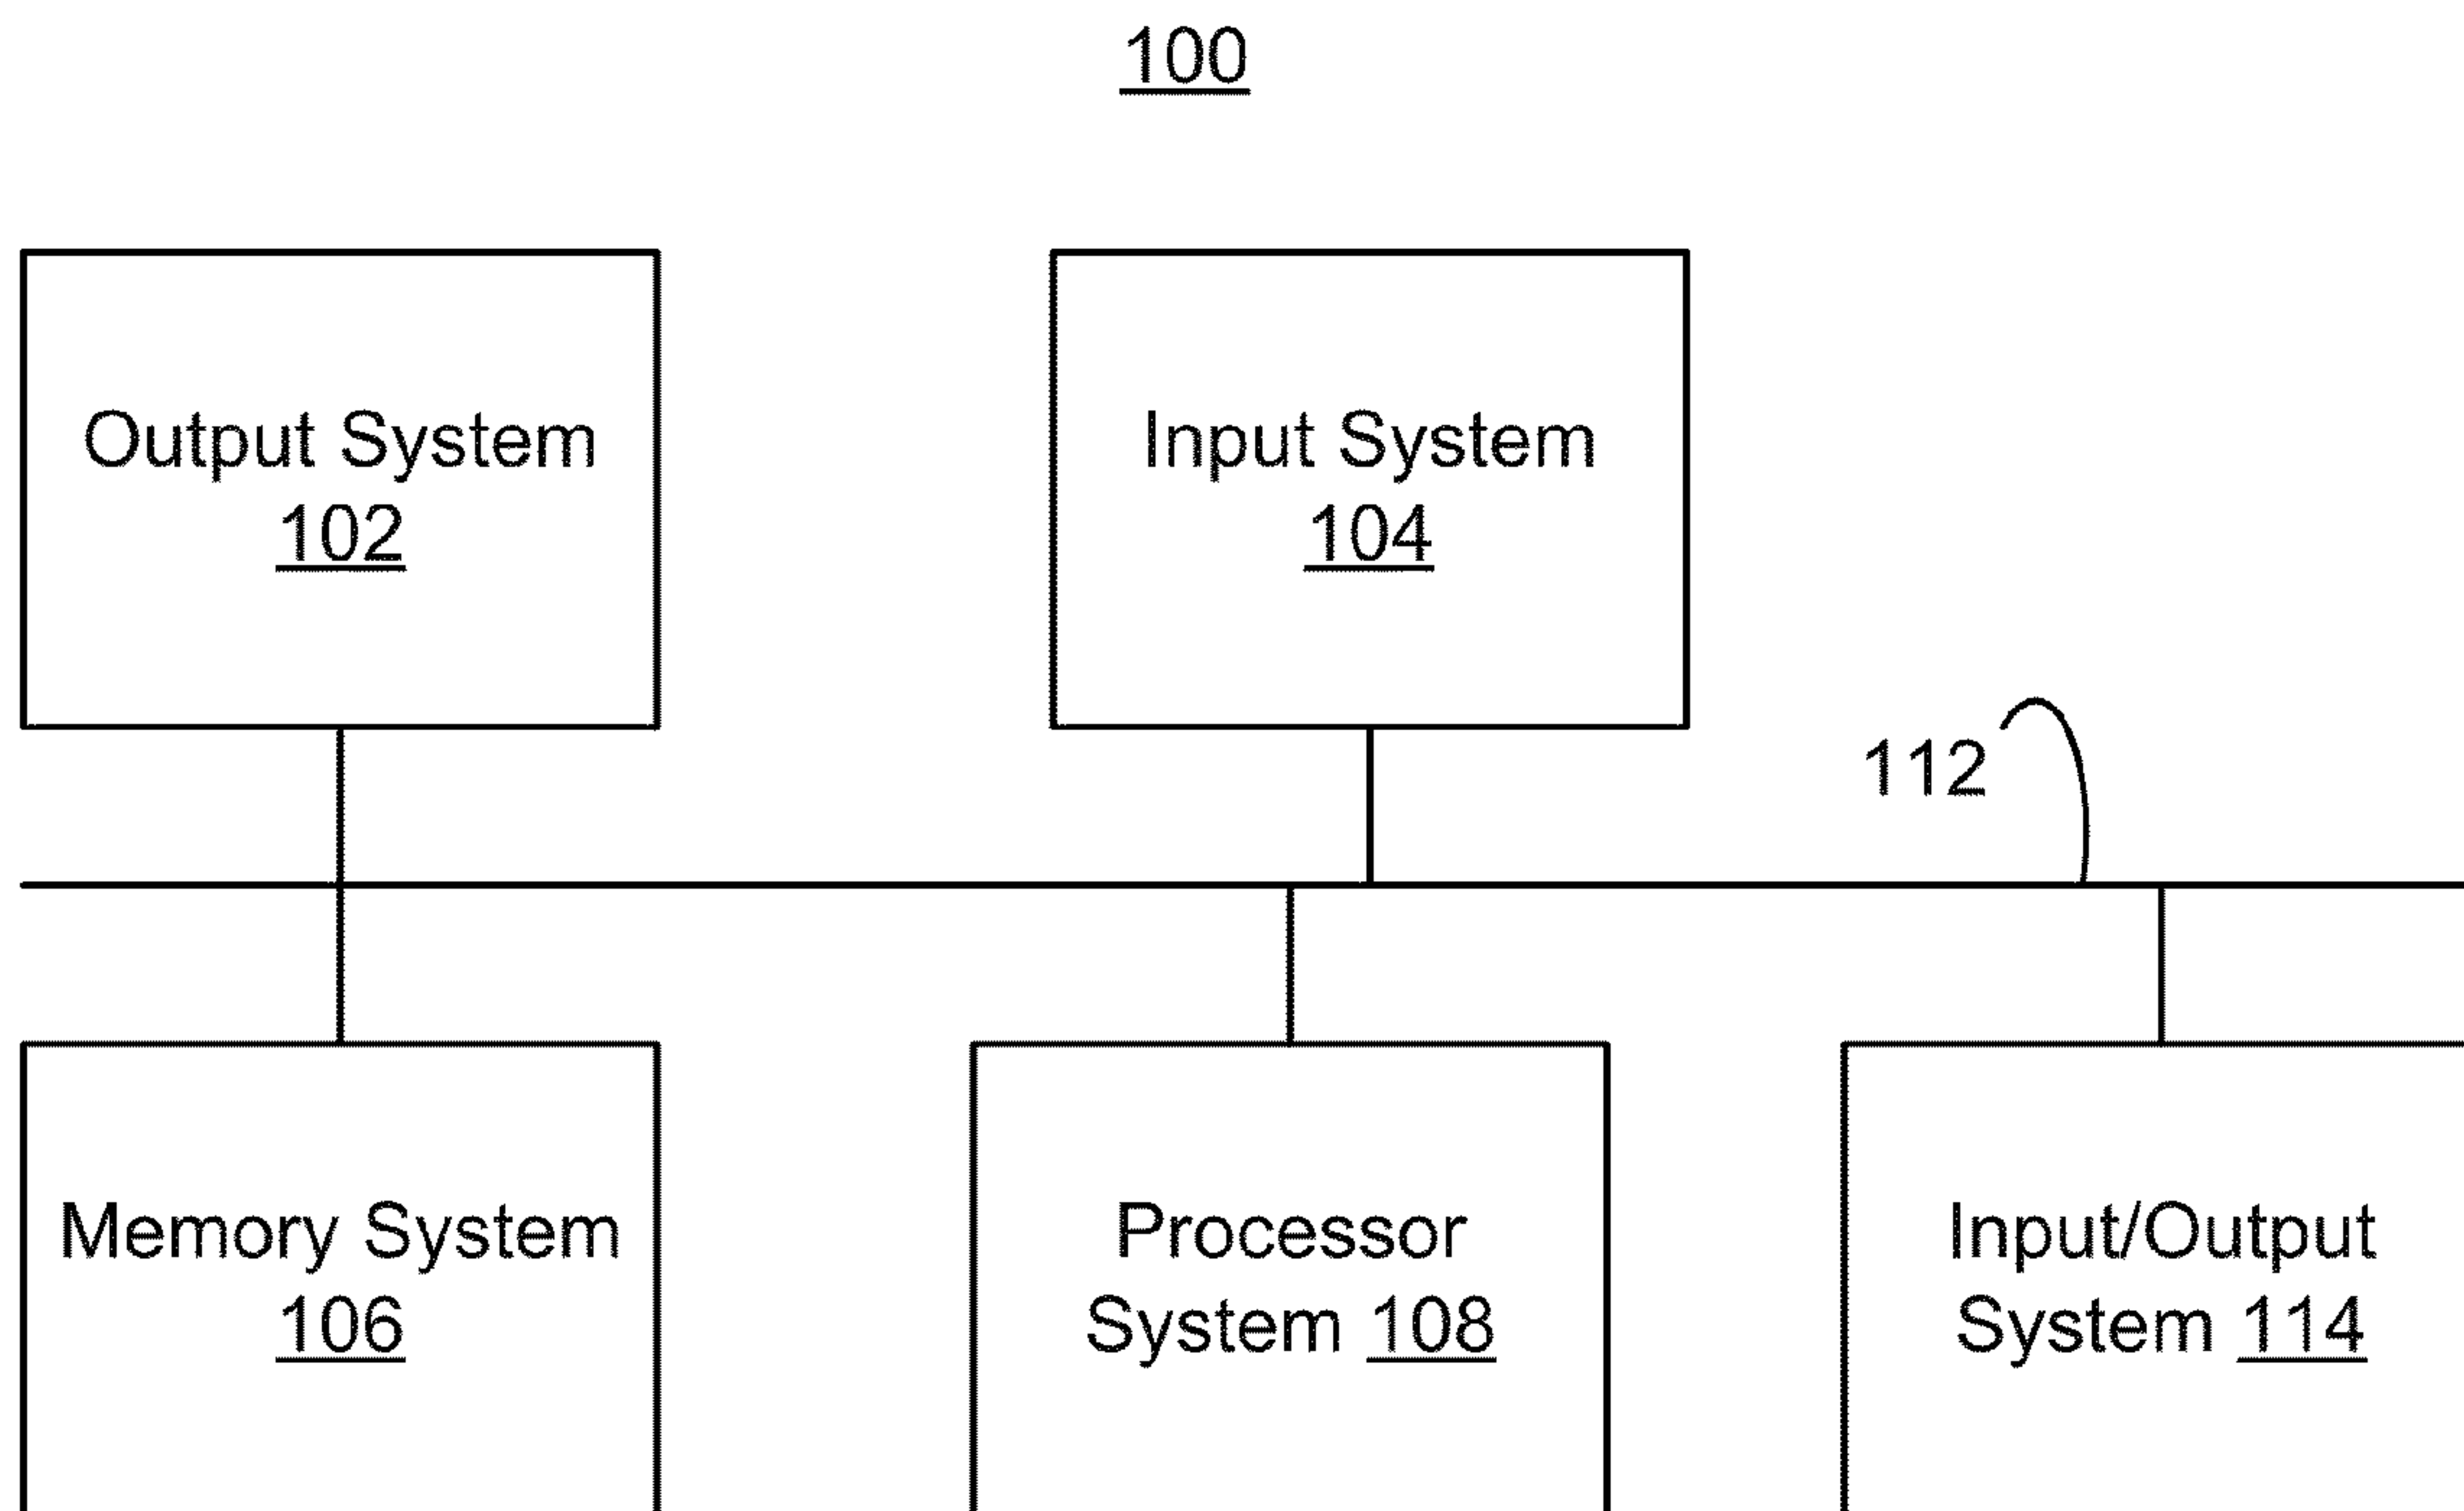 100
Output System
102
Input System
104
112
Memory System
106
Processor
System 108
Input/Output
System 114